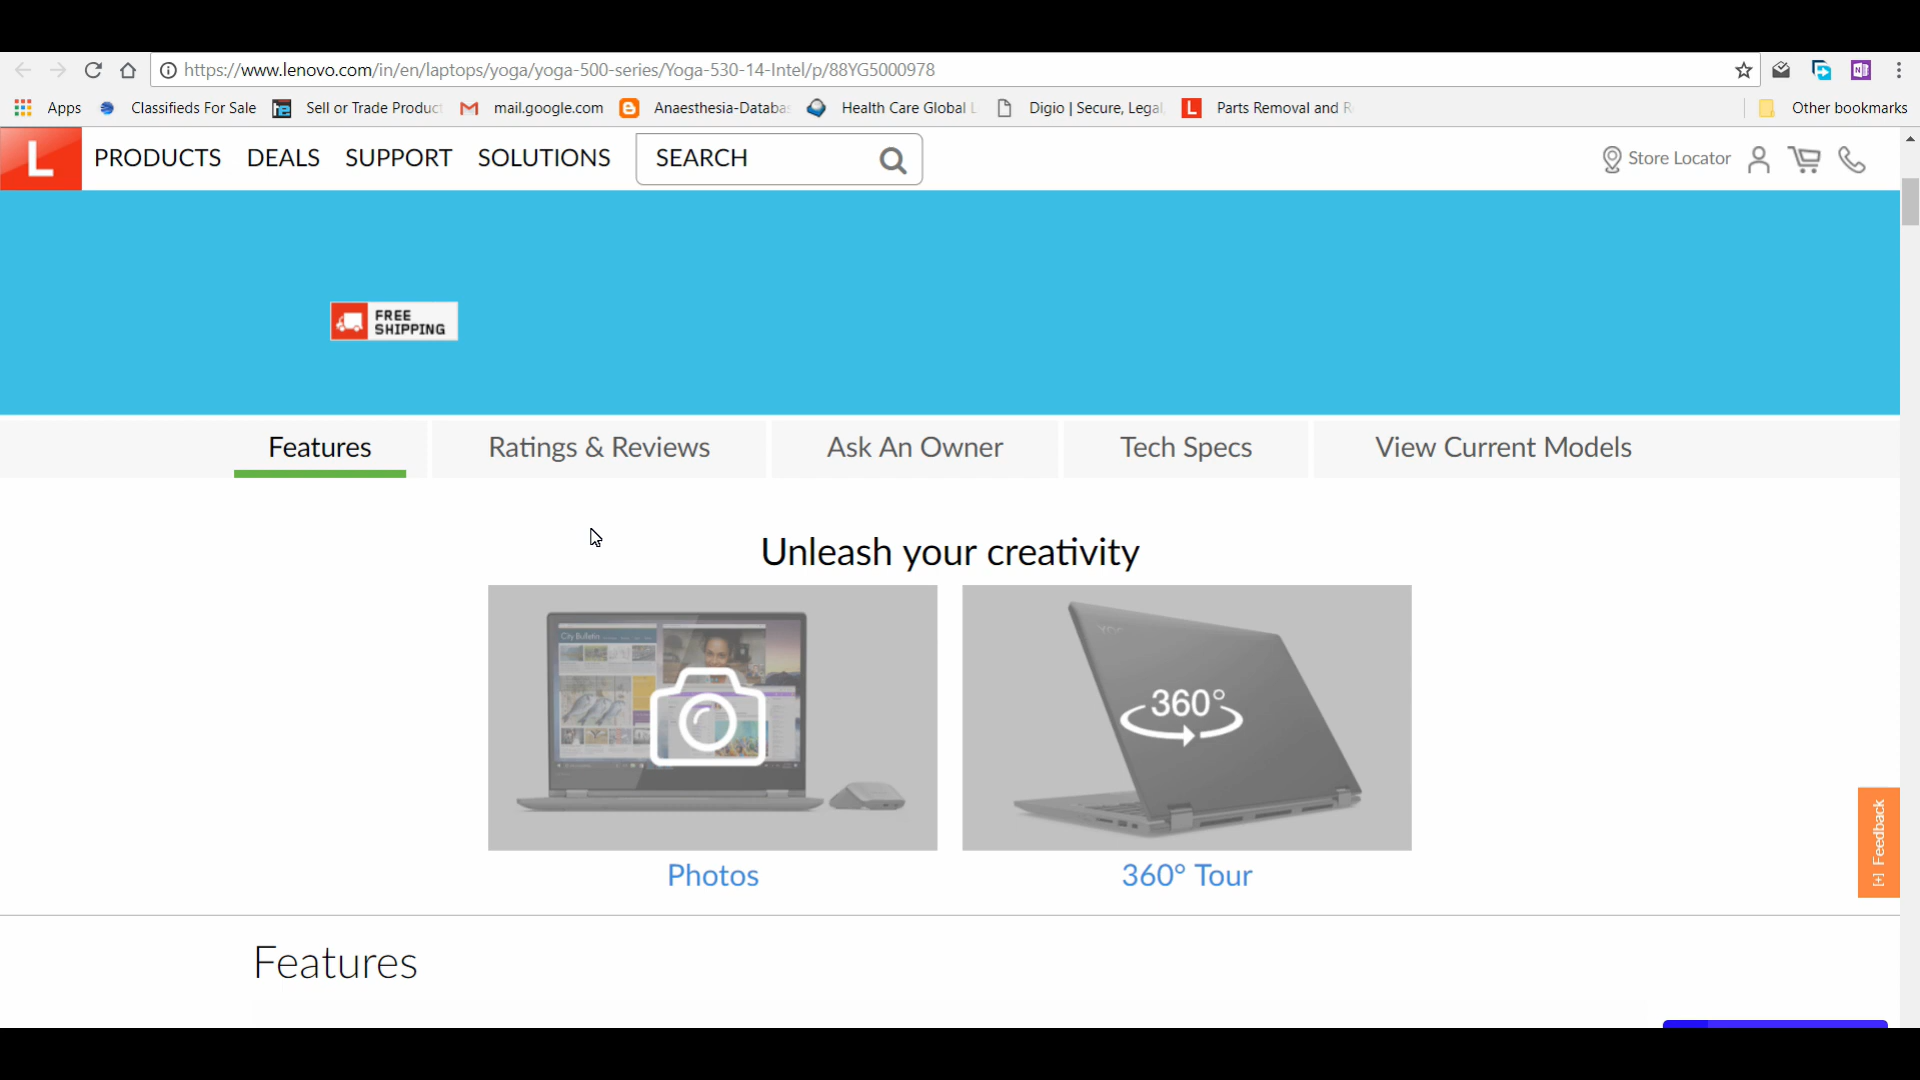 https://www.lenovo.com/in/en/laptops/yoga/yoga-500-series/Yoga-530-14-Intel/p/88YG5000978
Apps Classifieds For Sale Sell or Trade Produc mail.google.com Anaesthesia-Databa Health Care Global Digio | Secure, Legal Parts Removal and R Other bookmarks
L PRODUCTS DEALS SUPPORT SOLUTIONS SEARCH Store Locator
FREE
SHIPPING
Features Ratings & Reviews Ask An Owner Tech Specs View Current Models
Unleash your creativity
City Bulletin
360°
Photos 360° Tour
[+] Feedback
Features